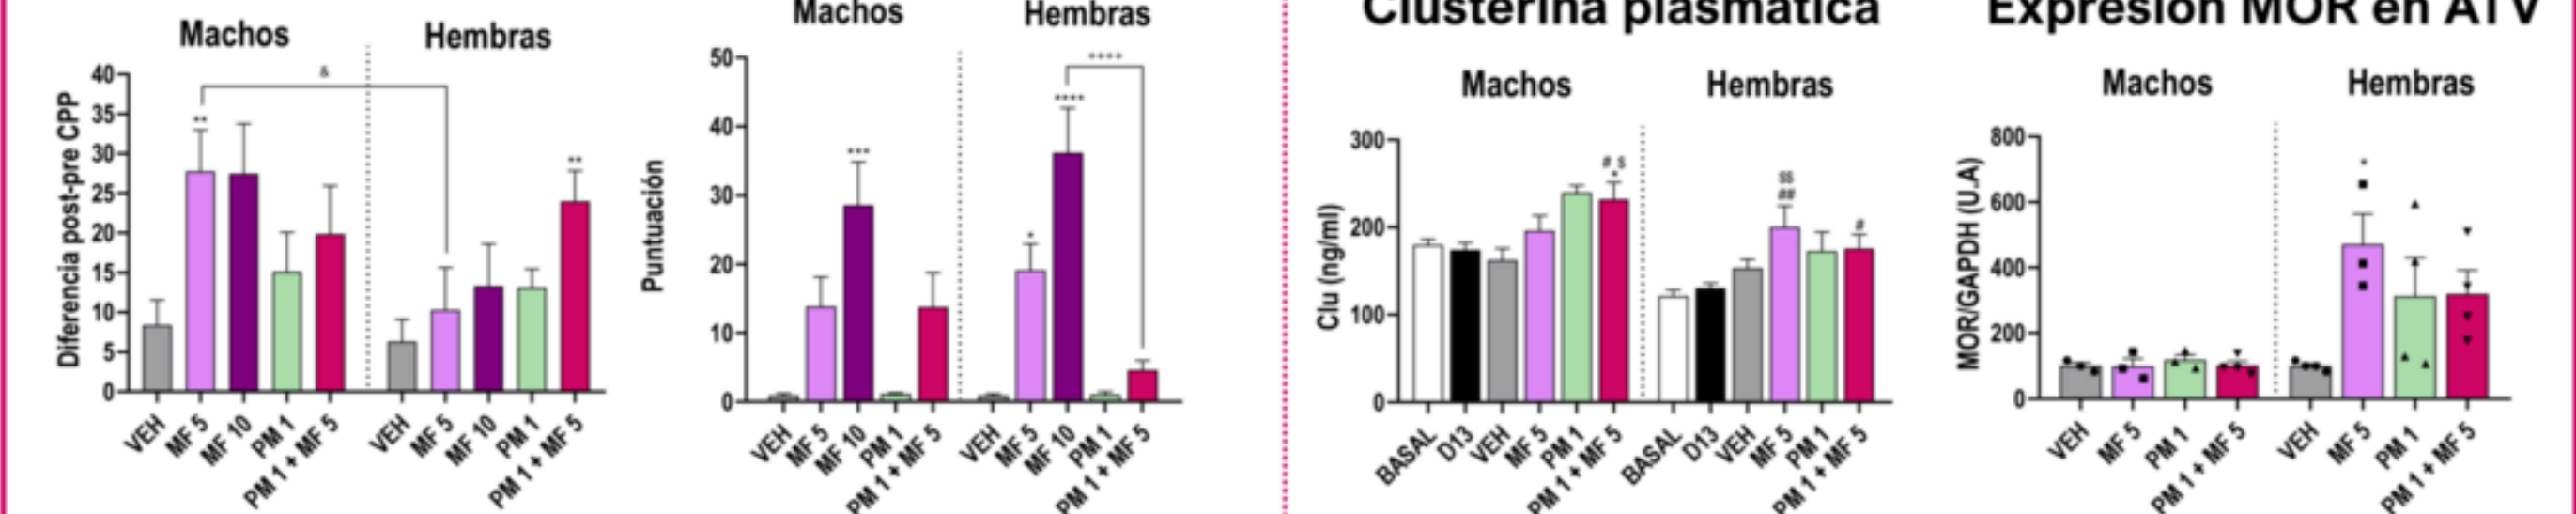 Machos
Hembras
Diferencia post-pre CPP
40
35
30
25
20
15
10
5
0
&
**
**
VEH
MF 5
MF 10
PM 1
PM 1 + MF 5
VEH
MF 5
MF 10
PM 1
PM 1 + MF 5
Machos
Hembras
Puntuación
50
40
30
20
10
0
***
*
****
++++
VEH
MF 5
MF 10
PM 1
PM 1 + MF 5
VEH
MF 5
MF 10
PM 1
PM 1 + MF 5
Clusterina plasmática
Machos
Hembras
Clu (ng/ml)
300
200
100
0
# $
*
$$
##
#
BASAL
D13
VEH
MF 5
PM 1
PM 1 + MF 5
BASAL
D13
VEH
MF 5
PM 1
PM 1 + MF 5
Expresión MOR en ATV
Machos
Hembras
MOR/GAPDH (U.A)
800
600
400
200
0
*
VEH
MF 5
PM 1
PM 1 + MF 5
VEH
MF 5
PM 1
PM 1 + MF 5